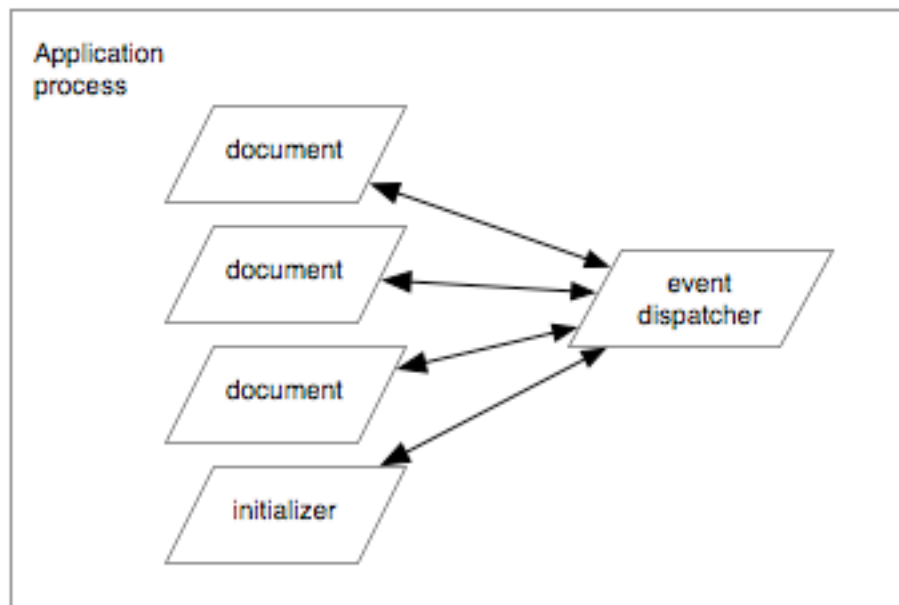 Application
process
document
document
event
dispatcher
document
initializer